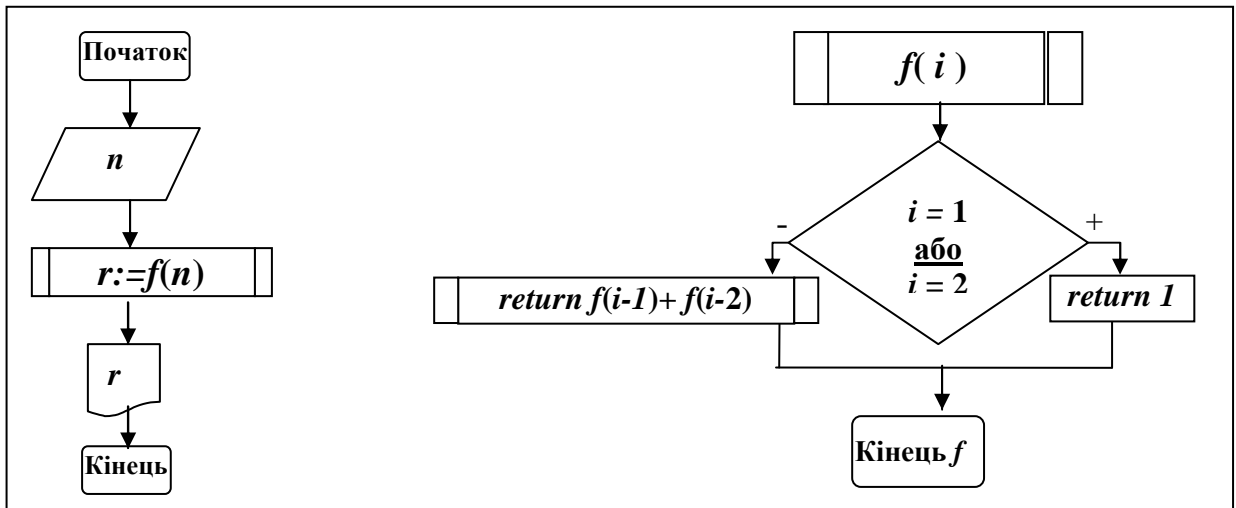 Початок
n
r:=f(n)
r
Кінець
f( i )
i = 1
або
i = 2
-
+
return f(i-1)+ f(i-2)
return 1
Кінець f